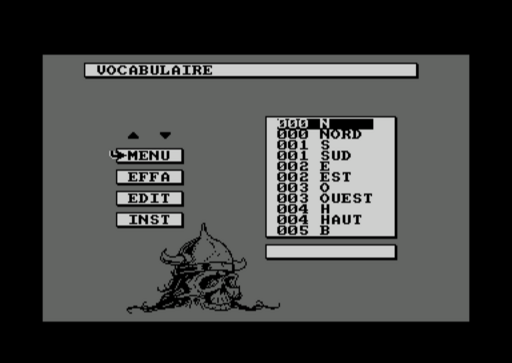 VOCABULAIRE
MENU
EFFA
EDIT
INST
000 N
000 NORD
001 S
001 SUD
002 E
002 EST
003 O
003 OUEST
004 H
004 HAUT
005 B